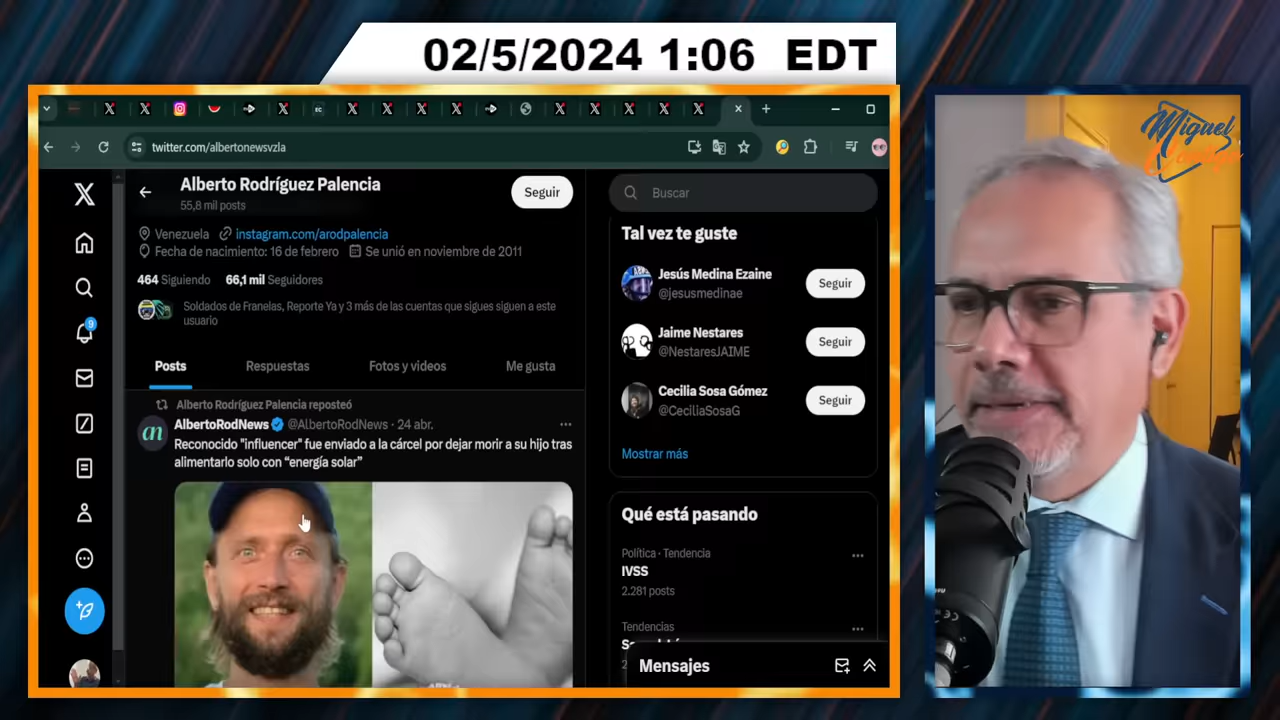 02/5/2024 1:06 EDT
twitter.com/albertonewsvzla
Alberto Rodríguez Palencia
55,8 mil posts
Seguir
Venezuela instagram.com/arodpalencia
Fecha de nacimiento: 16 de febrero Se unió en noviembre de 2011
464 Siguiendo 66,1 mil Seguidores
Soldados de Franelas, Reporte Ya y 3 más de las cuentas que sigues siguen a este
usuario
Posts Respuestas Fotos y videos Me gusta
Alberto Rodríguez Palencia reposteó
AlbertoRodNews @AlbertoRodNews · 24 abr.
Reconocido "influencer" fue enviado a la cárcel por dejar morir a su hijo tras
alimentarlo solo con “energía solar”
9
Buscar
Tal vez te guste
Jesús Medina Ezaine
@jesusmedinae
Seguir
Jaime Nestares
@NestaresJAIME
Seguir
Cecilia Sosa Gómez
@CeciliaSosaG
Seguir
Mostrar más
Qué está pasando
Política · Tendencia
IVSS
2.281 posts
Tendencias
Mensajes
Miguel